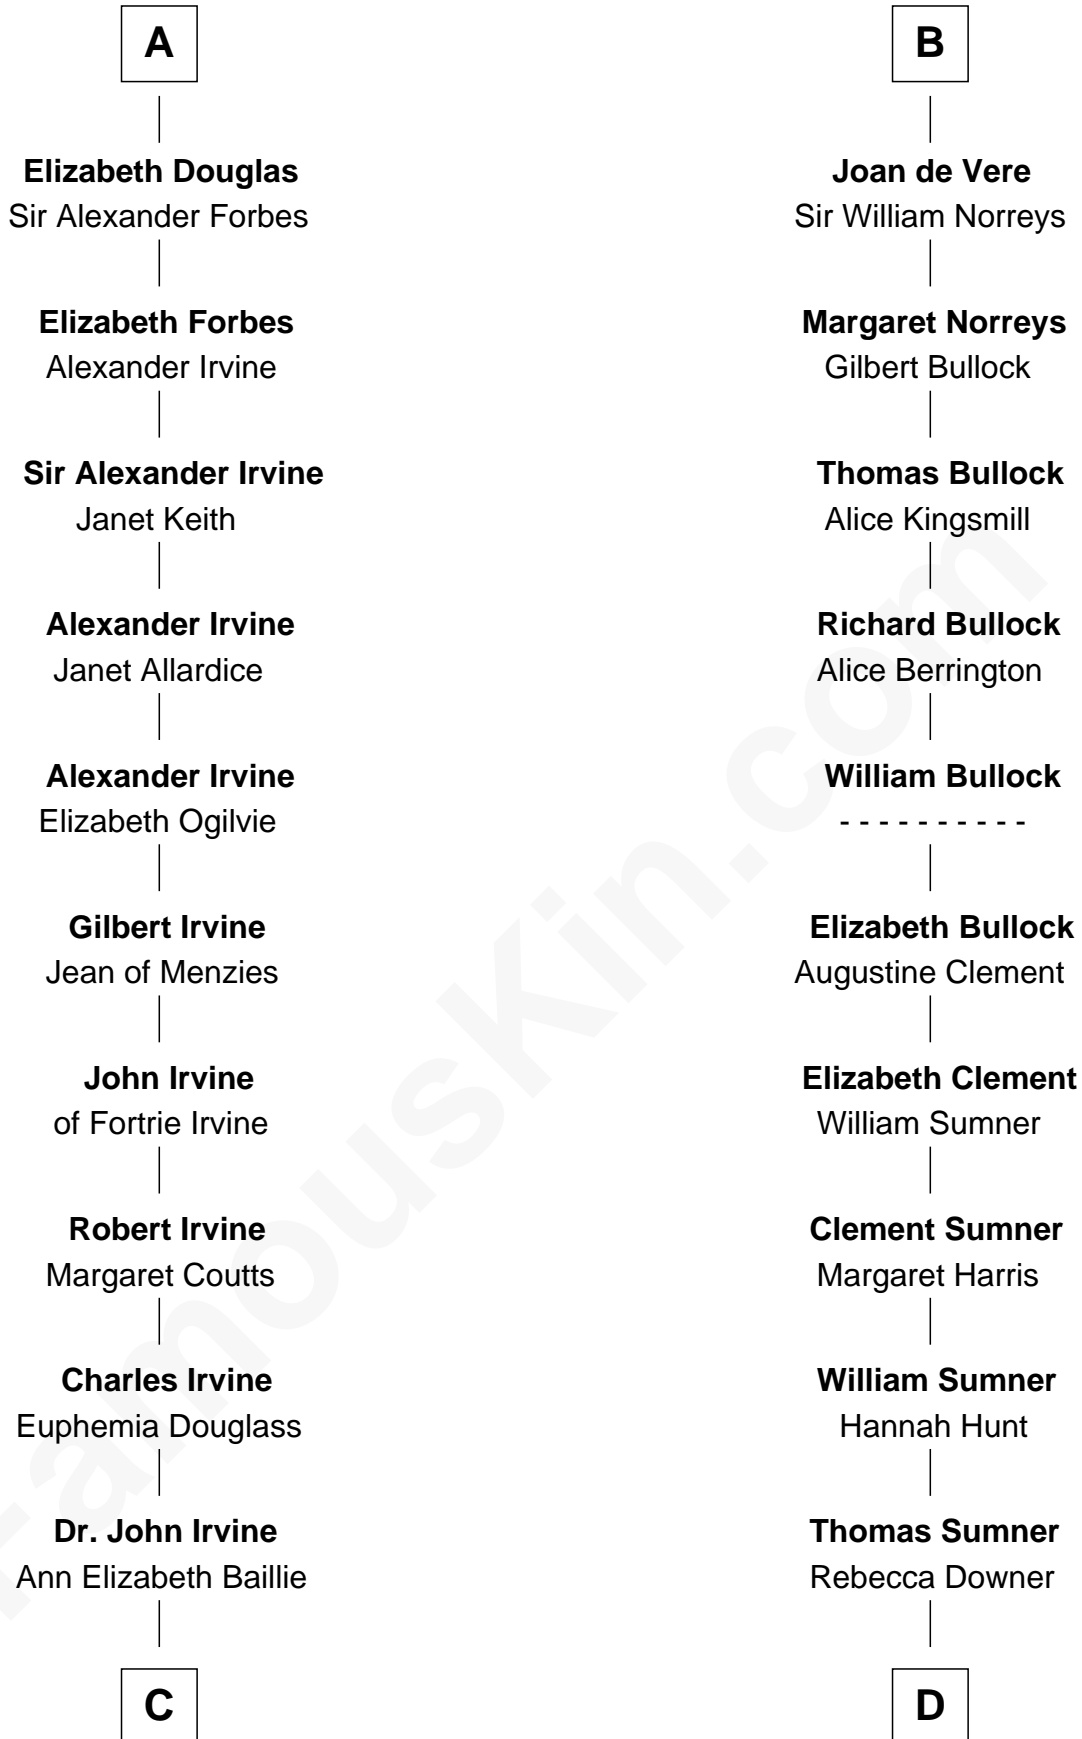 A
Elizabeth Douglas
Sir Alexander Forbes
Elizabeth Forbes
Alexander Irvine
Sir Alexander Irvine
Janet Keith
Alexander Irvine
Janet Allardice
Alexander Irvine
Elizabeth Ogilvie
Gilbert Irvine
Jean of Menzies
John Irvine
of Fortrie Irvine
Robert Irvine
Margaret Coutts
Charles Irvine
Euphemia Douglass
Dr. John Irvine
Ann Elizabeth Baillie
C
B
Joan de Vere
Sir William Norreys
Margaret Norreys
Gilbert Bullock
Thomas Bullock
Alice Kingsmill
Richard Bullock
Alice Berrington
William Bullock
- - - - - - - - - -
Elizabeth Bullock
Augustine Clement
Elizabeth Clement
William Sumner
Clement Sumner
Margaret Harris
William Sumner
Hannah Hunt
Thomas Sumner
Rebecca Downer
D
FamousKin.com